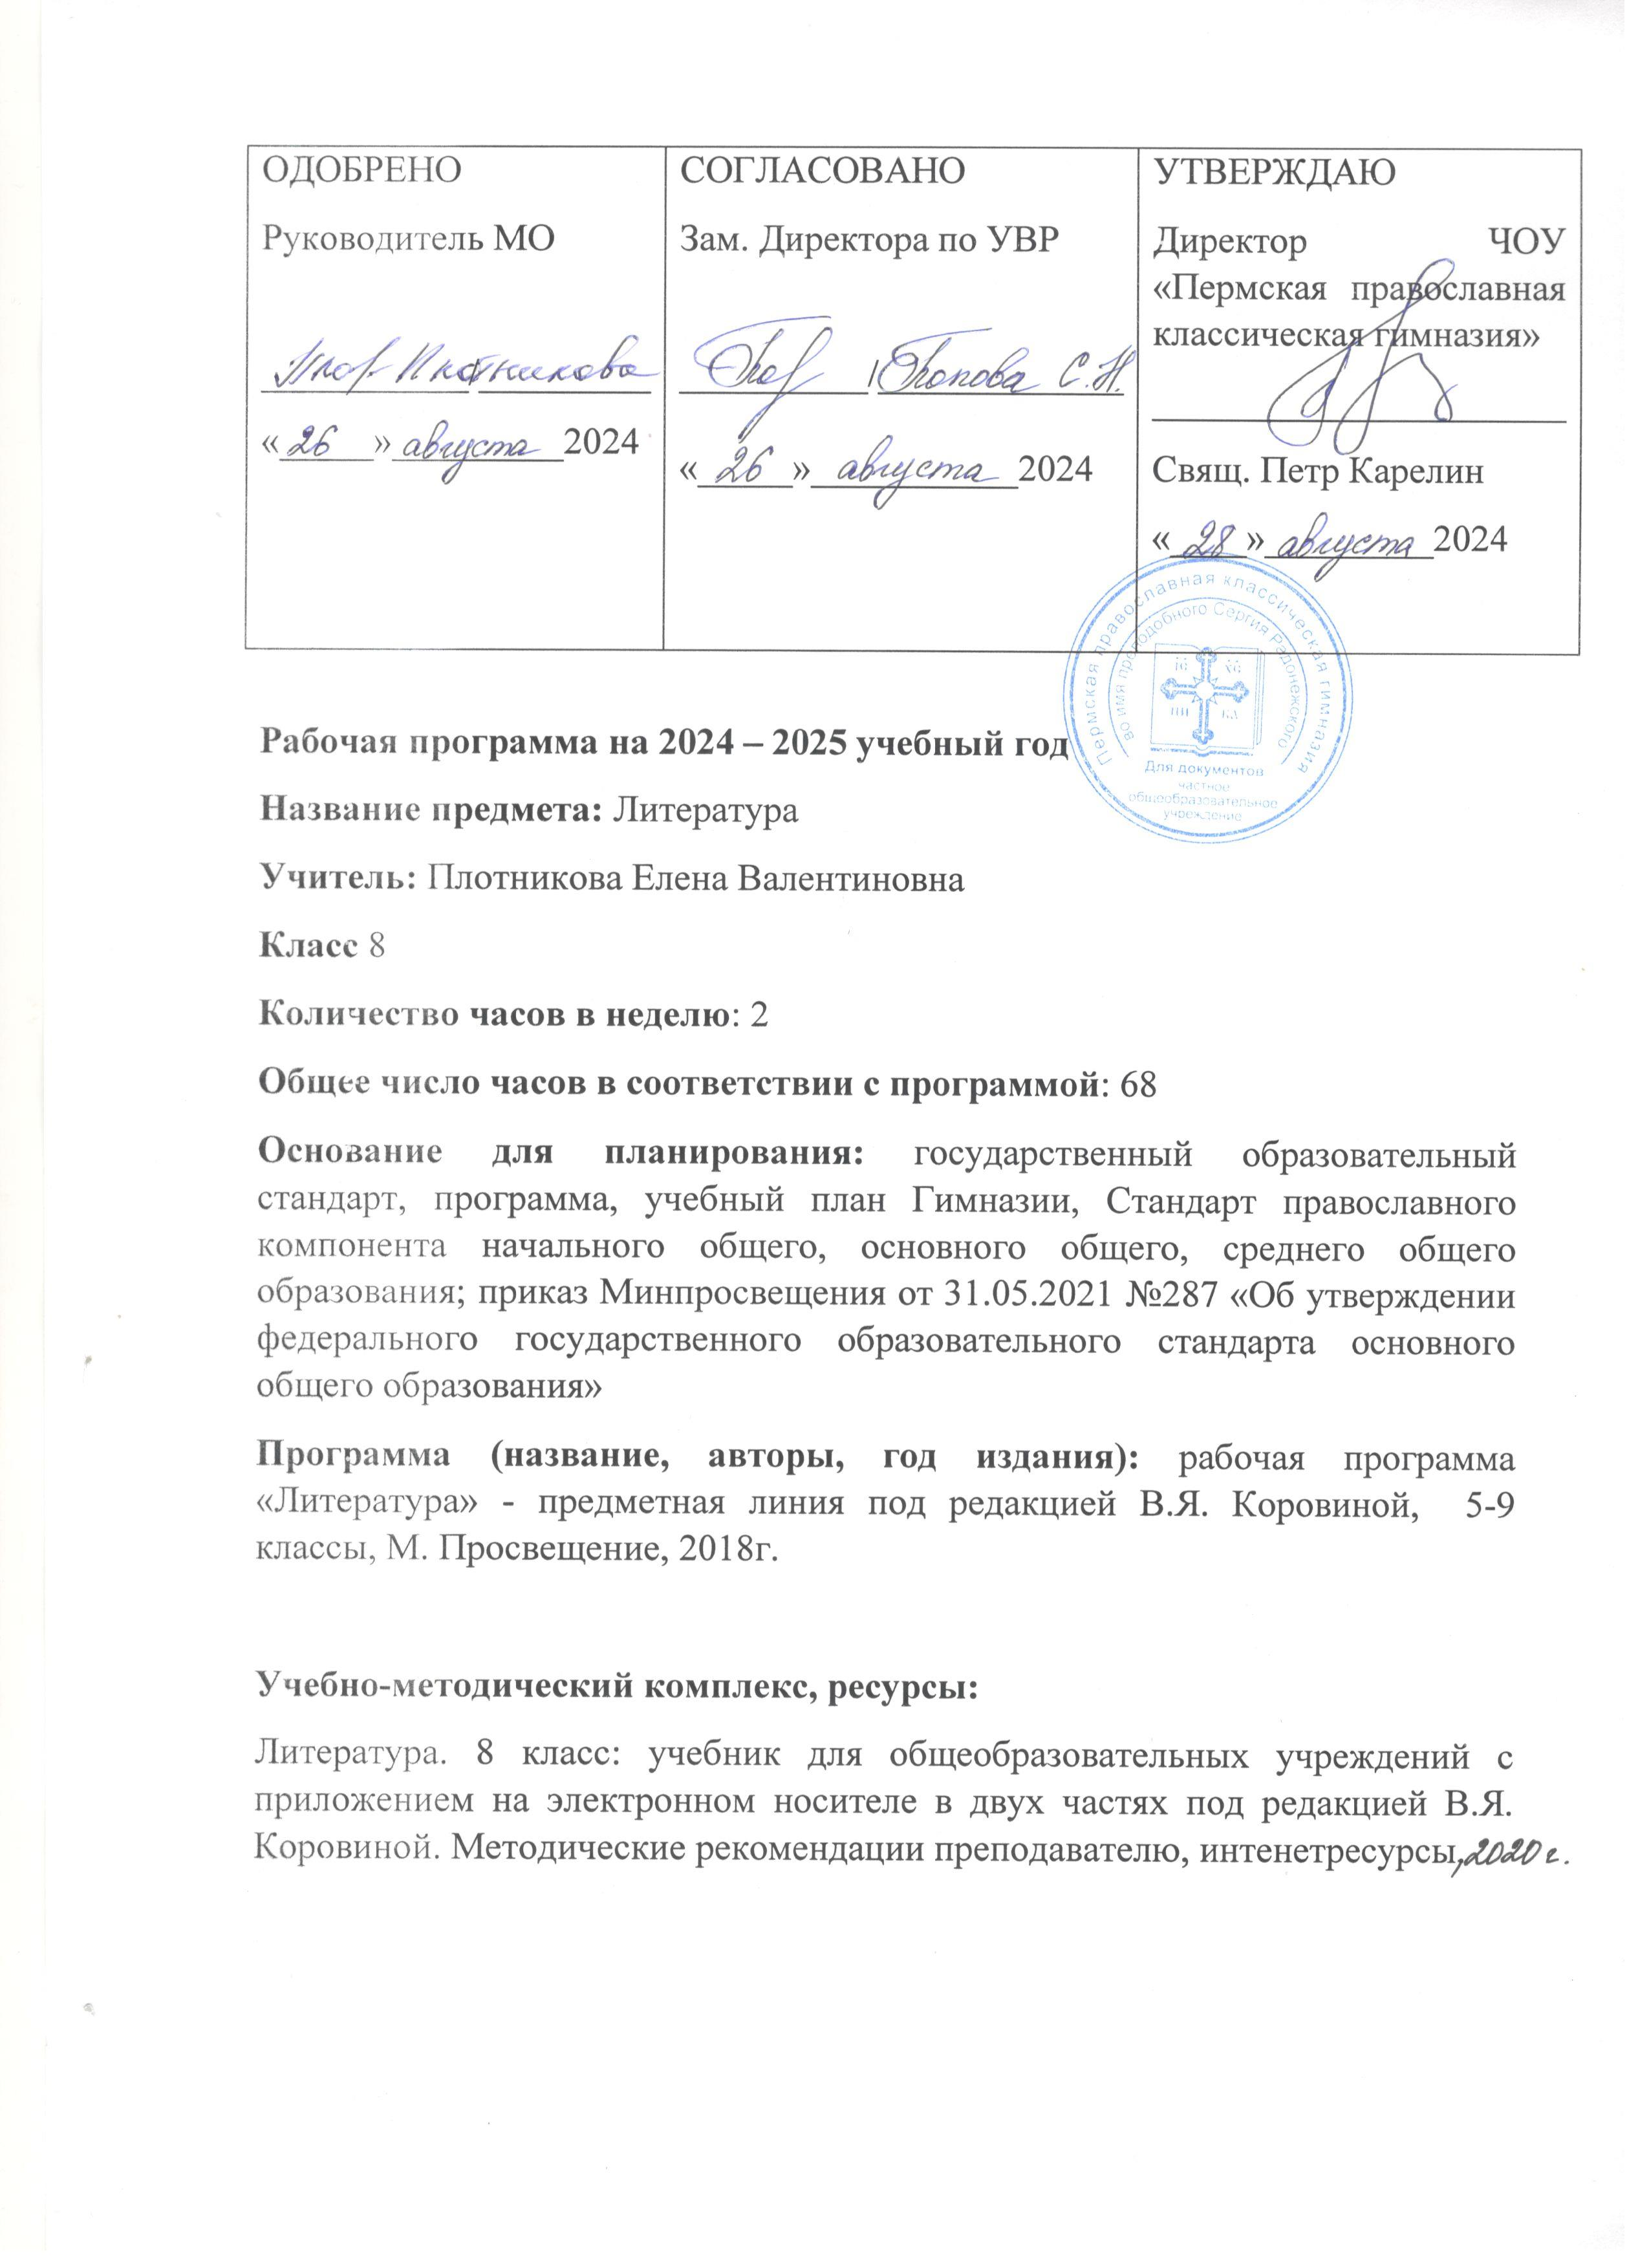 ОДОБРЕНО
Руководитель МО
Плотникова
«26» августа 2024
СОГЛАСОВАНО
Зам. Директора по УВР
/Попова С.Н.
«26» августа 2024
УТВЕРЖДАЮ
Директор ЧОУ
«Пермская православная
классическая гимназия»
Свящ. Петр Карелин
«28» августа 2024
Пермская православная классическая гимназия
во имя преподобного Сергия Радонежского
Для документов
частное
общеобразовательное
учреждение
Рабочая программа на 2024 – 2025 учебный год
Название предмета: Литература
Учитель: Плотникова Елена Валентиновна
Класс 8
Количество часов в неделю: 2
Общее число часов в соответствии с программой: 68
Основание для планирования: государственный образовательный
стандарт, программа, учебный план Гимназии, Стандарт православного
компонента начального общего, основного общего, среднего общего
образования; приказ Минпросвещения от 31.05.2021 №287 «Об утверждении
федерального государственного образовательного стандарта основного
общего образования»
Программа (название, авторы, год издания): рабочая программа
«Литература» - предметная линия под редакцией В.Я. Коровиной, 5-9
классы, М. Просвещение, 2018г.
Учебно-методический комплекс, ресурсы:
Литература. 8 класс: учебник для общеобразовательных учреждений с
приложением на электронном носителе в двух частях под редакцией В.Я.
Коровиной. Методические рекомендации преподавателю, интенетресурсы,2020 г.